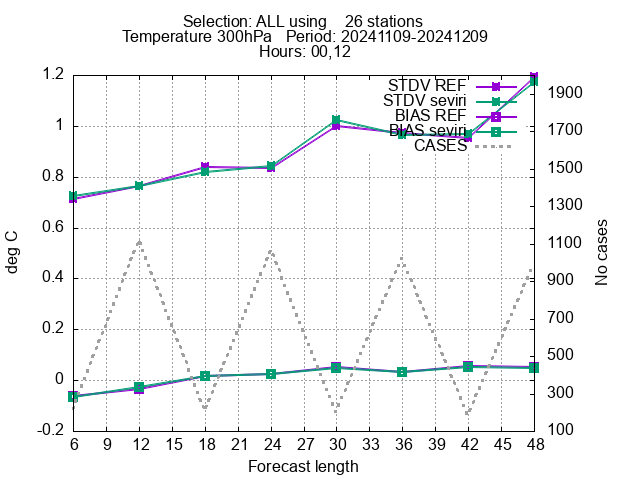 Selection: ALL using    26 stations
Temperature 300hPa   Period: 20241109-20241209
Hours: 00,12
STDV REF
STDV seviri
BIAS REF
BIAS seviri
CASES
deg C
1.2
1
0.8
0.6
0.4
0.2
0
-0.2
1900
1700
1500
1300
1100
900
700
500
300
100
No cases
6 9 12 15 18 21 24 27 30 33 36 39 42 45 48
Forecast length